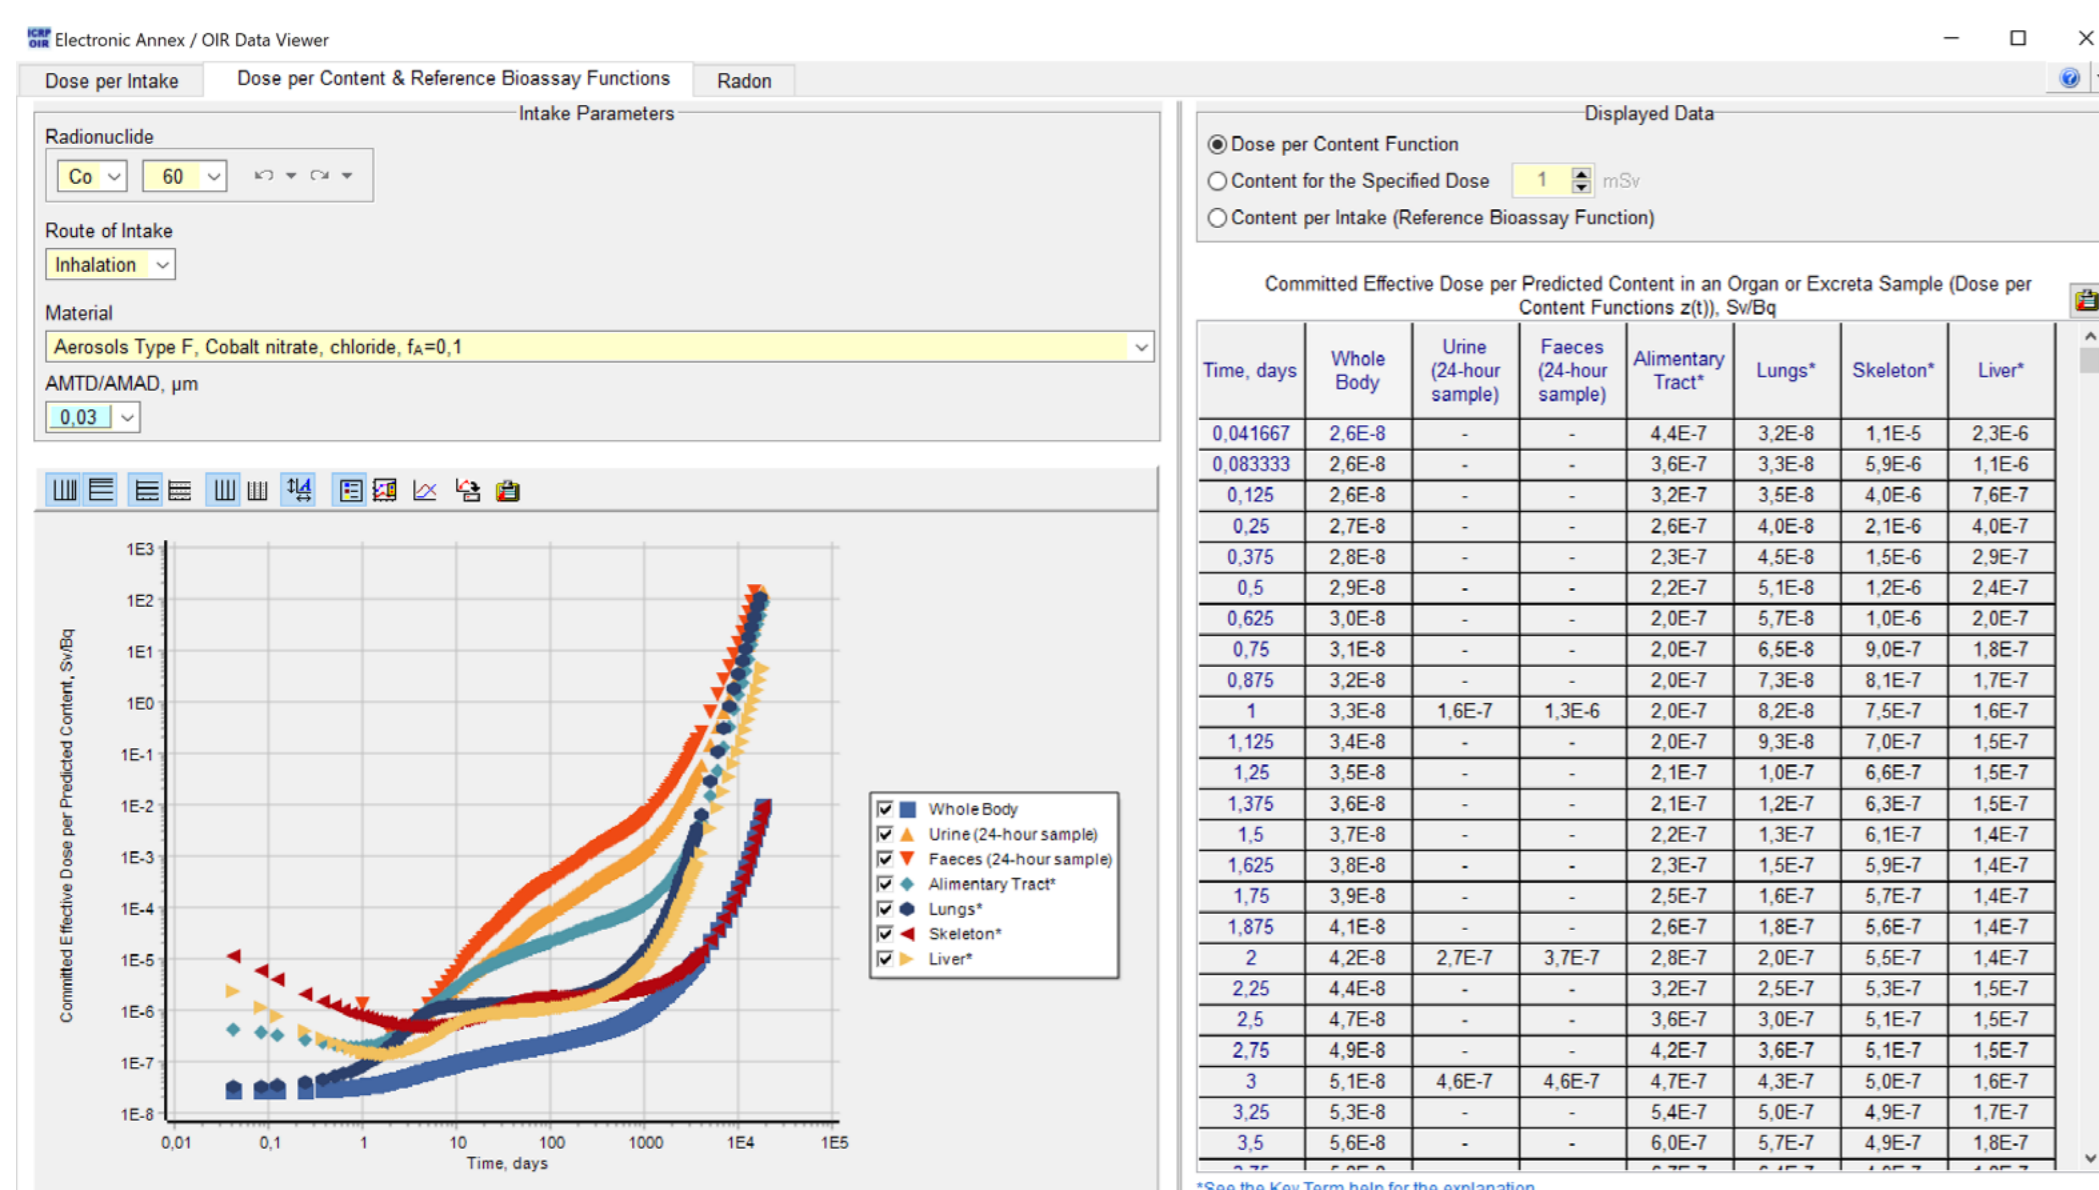 ICRP OIR Electronic Annex / OIR Data Viewer
Dose per Intake
Dose per Content & Reference Bioassay Functions
Radon
Intake Parameters
Radionuclide
Co 60
Route of Intake
Inhalation
Material
Aerosols Type F, Cobalt nitrate, chloride, fA=0,1
AMTD/AMAD, µm
0,03
1E3
1E2
1E1
1E0
1E-1
1E-2
1E-3
1E-4
1E-5
1E-6
1E-7
1E-8
Committed Effective Dose per Predicted Content, Sv/Bq
0,01 0,1 1 10 100 1000 1E4 1E5
Time, days
Whole Body
Urine (24-hour sample)
Faeces (24-hour sample)
Alimentary Tract*
Lungs*
Skeleton*
Liver*
Displayed Data
Dose per Content Function
Content for the Specified Dose 1 mSv
Content per Intake (Reference Bioassay Function)
Committed Effective Dose per Predicted Content in an Organ or Excreta Sample (Dose per
Content Functions z(t)), Sv/Bq
Time, days Whole Body Urine (24-hour sample) Faeces (24-hour sample) Alimentary Tract* Lungs* Skeleton* Liver*
0,041667 2,6E-8 - - 4,4E-7 3,2E-8 1,1E-5 2,3E-6
0,083333 2,6E-8 - - 3,6E-7 3,3E-8 5,9E-6 1,1E-6
0,125 2,6E-8 - - 3,2E-7 3,5E-8 4,0E-6 7,6E-7
0,25 2,7E-8 - - 2,6E-7 4,0E-8 2,1E-6 4,0E-7
0,375 2,8E-8 - - 2,3E-7 4,5E-8 1,5E-6 2,9E-7
0,5 2,9E-8 - - 2,2E-7 5,1E-8 1,2E-6 2,4E-7
0,625 3,0E-8 - - 2,0E-7 5,7E-8 1,0E-6 2,0E-7
0,75 3,1E-8 - - 2,0E-7 6,5E-8 9,0E-7 1,8E-7
0,875 3,2E-8 - - 2,0E-7 7,3E-8 8,1E-7 1,7E-7
1 3,3E-8 1,6E-7 1,3E-6 2,0E-7 8,2E-8 7,5E-7 1,6E-7
1,125 3,4E-8 - - 2,0E-7 9,3E-8 7,0E-7 1,5E-7
1,25 3,5E-8 - - 2,1E-7 1,0E-7 6,6E-7 1,5E-7
1,375 3,6E-8 - - 2,1E-7 1,2E-7 6,3E-7 1,5E-7
1,5 3,7E-8 - - 2,2E-7 1,3E-7 6,1E-7 1,4E-7
1,625 3,8E-8 - - 2,3E-7 1,5E-7 5,9E-7 1,4E-7
1,75 3,9E-8 - - 2,5E-7 1,6E-7 5,7E-7 1,4E-7
1,875 4,1E-8 - - 2,6E-7 1,8E-7 5,6E-7 1,4E-7
2 4,2E-8 2,7E-7 3,7E-7 2,8E-7 2,0E-7 5,5E-7 1,4E-7
2,25 4,4E-8 - - 3,2E-7 2,5E-7 5,3E-7 1,5E-7
2,5 4,7E-8 - - 3,6E-7 3,0E-7 5,1E-7 1,5E-7
2,75 4,9E-8 - - 4,2E-7 3,6E-7 5,1E-7 1,5E-7
3 5,1E-8 4,6E-7 4,6E-7 4,7E-7 4,3E-7 5,0E-7 1,6E-7
3,25 5,3E-8 - - 5,4E-7 5,0E-7 4,9E-7 1,7E-7
3,5 5,6E-8 - - 6,0E-7 5,7E-7 4,9E-7 1,8E-7
*See the Key Term help for the explanation